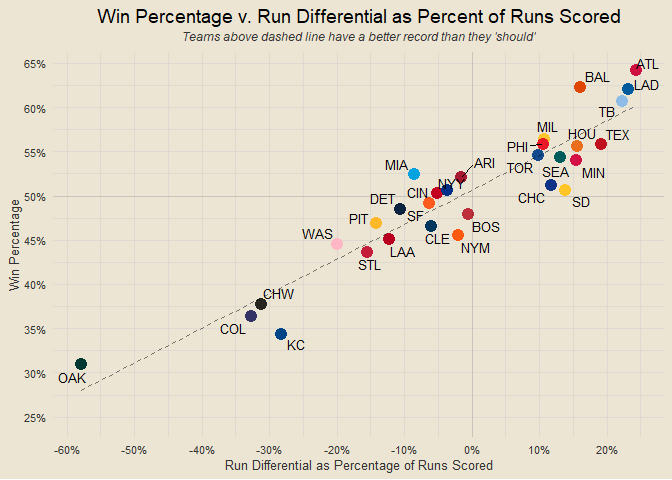 Win Percentage v. Run Differential as Percent of Runs Scored
Teams above dashed line have a better record than they 'should'
65%
60%
55%
50%
45%
40%
35%
30%
25%
Win Percentage
ATL
BAL
LAD
TB
MIL
HOU
TEX
PHI
TOR
SEA
MIN
CHC
SD
MIA
ARI
NYY
CIN
DET
SF
PIT
BOS
WAS
CLE
NYM
LAA
STL
CHW
COL
KC
OAK
-60%
-50%
-40%
-30%
-20%
-10%
0%
10%
20%
Run Differential as Percentage of Runs Scored